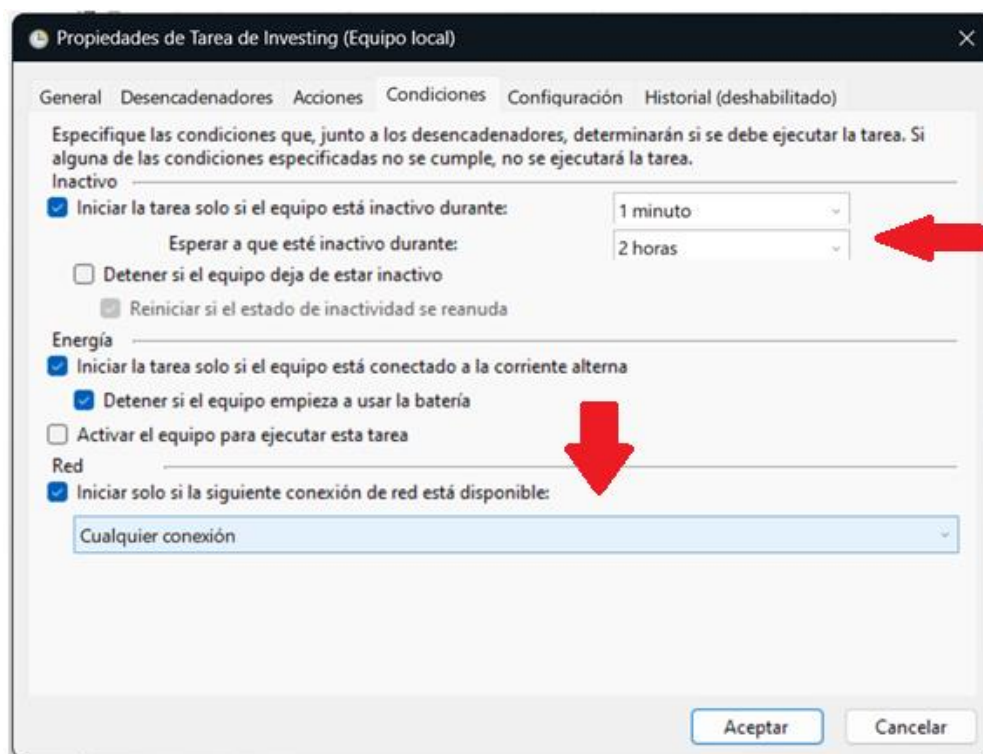 Propiedades de Tarea de Investing (Equipo local)
General Desencadenadores Acciones Condiciones Configuración Historial (deshabilitado)
Especifique las condiciones que, junto a los desencadenadores, determinarán si se debe ejecutar la tarea. Si
alguna de las condiciones especificadas no se cumple, no se ejecutará la tarea.
Inactivo
Iniciar la tarea solo si el equipo está inactivo durante: 1 minuto
Esperar a que esté inactivo durante: 2 horas
Detener si el equipo deja de estar inactivo
Reiniciar si el estado de inactividad se reanuda
Energía
Iniciar la tarea solo si el equipo está conectado a la corriente alterna
Detener si el equipo empieza a usar la batería
Activar el equipo para ejecutar esta tarea
Red
Iniciar solo si la siguiente conexión de red está disponible:
Cualquier conexión
Aceptar Cancelar